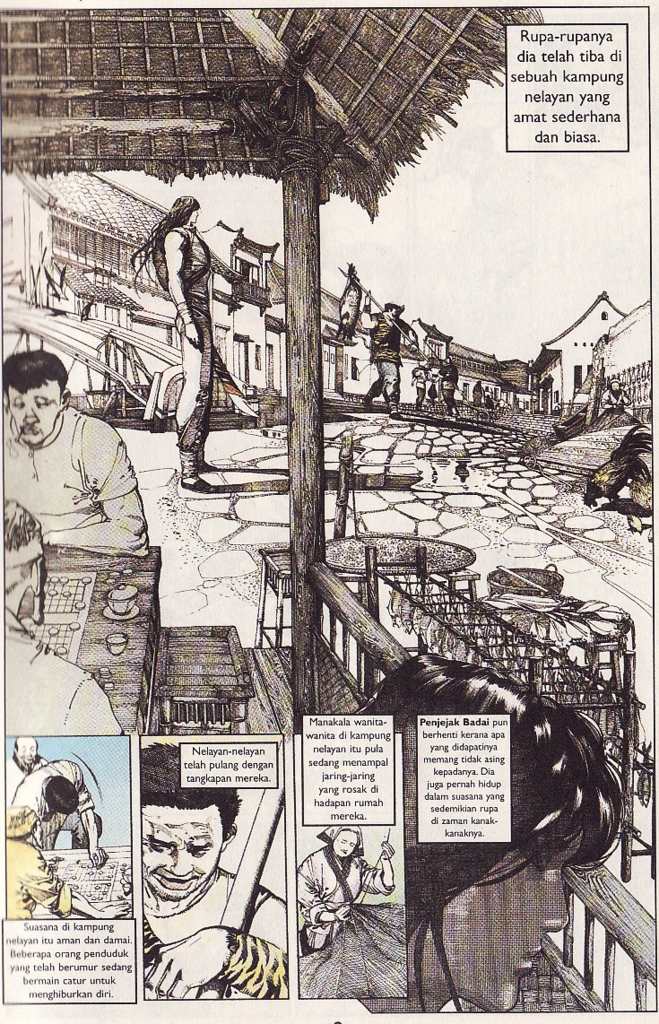 Rupa-rupanya
dia telah tiba di
sebuah kampung
nelayan yang
amat sederhana
dan biasa.
Suasana di kampung
nelayan itu aman dan damai.
Beberapa orang penduduk
yang telah berumur sedang
bermain catur untuk
menghiburkan diri.
Nelayan-nelayan
telah pulang dengan
tangkapan mereka.
Manakala wanita-
wanita di kampung
nelayan itu pula
sedang menampal
jaring-jaring
yang rosak di
hadapan rumah
mereka.
Penjejak Badai pun
berhenti kerana apa
yang didapatinya
memang tidak asing
kepadanya. Dia
juga pernah hidup
dalam suasana yang
sedemikian rupa
di zaman kanak-
kanaknya.